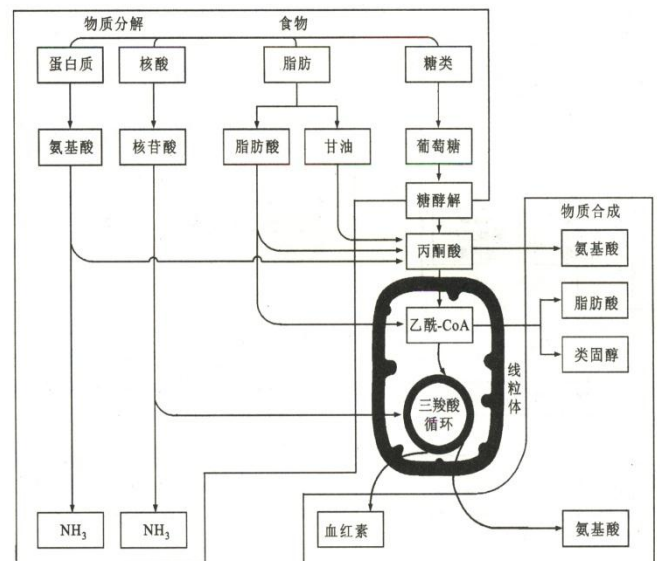 物质分解
食物
蛋白质
核酸
脂肪
糖类
氨基酸
核苷酸
脂肪酸
甘油
葡萄糖
糖酵解
物质合成
丙酮酸
氨基酸
脂肪酸
乙酰-CoA
类固醇
线粒体
三羧酸
循环
NH₃
NH₃
血红素
氨基酸